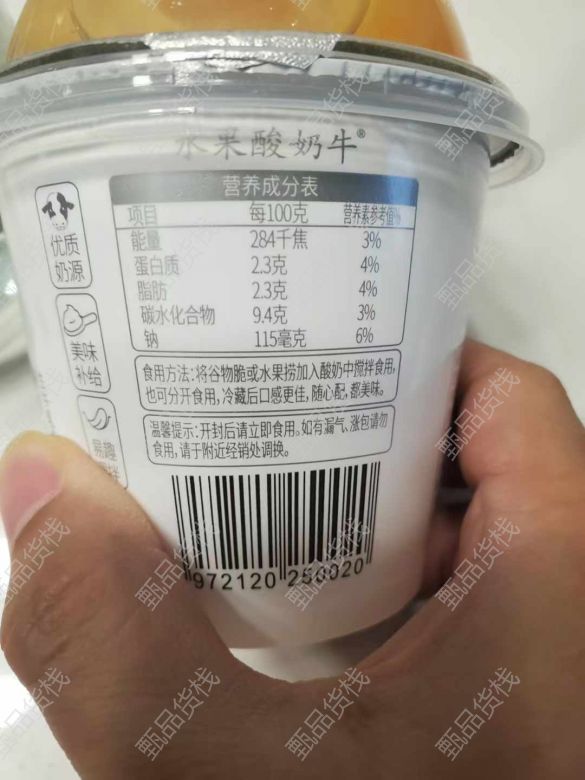 水果酸奶牛®
营养成分表
项目 每100克 营养素参考值%
能量 284千焦 3%
蛋白质 2.3克 4%
脂肪 2.3克 4%
碳水化合物 9.4克 3%
钠 115毫克 6%
优质
奶源
美味
补给
易趣
食用方法:将谷物脆或水果捞加入酸奶中搅拌食用,
也可分开食用,冷藏后口感更佳,随心配,都美味。
温馨提示:开封后请立即食用。如有漏气、涨包请勿
食用,请于附近经销处调换。
972120 250020
甄品货栈